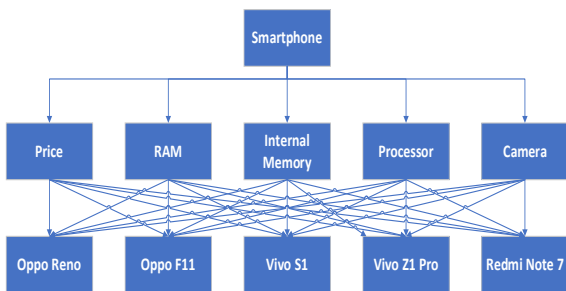 Smartphone
Price
RAM
Internal
Memory
Processor
Camera
Oppo Reno
Oppo F11
Vivo S1
Vivo Z1 Pro
Redmi Note 7